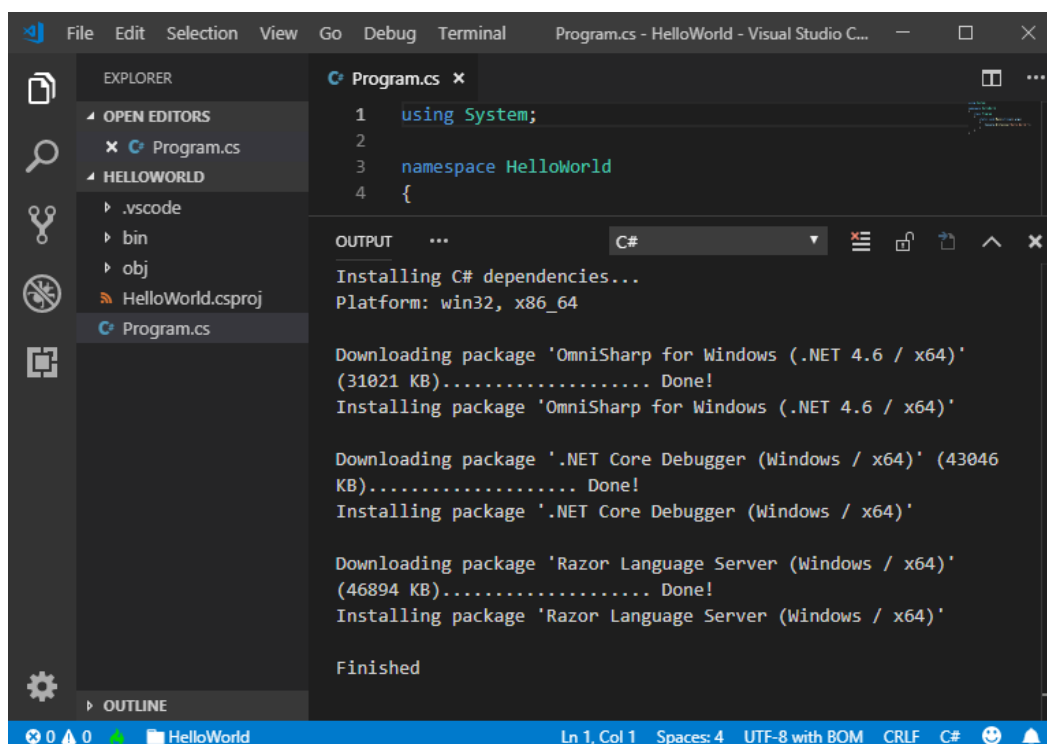 File Edit Selection View Go Debug Terminal Program.cs - HelloWorld - Visual Studio C...
EXPLORER
OPEN EDITORS
Program.cs
HELLOWORLD
.vscode
bin
obj
HelloWorld.csproj
Program.cs
OUTLINE
Program.cs
1 using System;
2
3 namespace HelloWorld
4 {
OUTPUT ... C#
Installing C# dependencies...
Platform: win32, x86_64
Downloading package 'OmniSharp for Windows (.NET 4.6 / x64)'
(31021 KB).................... Done!
Installing package 'OmniSharp for Windows (.NET 4.6 / x64)'
Downloading package '.NET Core Debugger (Windows / x64)' (43046
KB).................... Done!
Installing package '.NET Core Debugger (Windows / x64)'
Downloading package 'Razor Language Server (Windows / x64)'
(46894 KB).................... Done!
Installing package 'Razor Language Server (Windows / x64)'
Finished
0 0 HelloWorld Ln 1, Col 1 Spaces: 4 UTF-8 with BOM CRLF C#